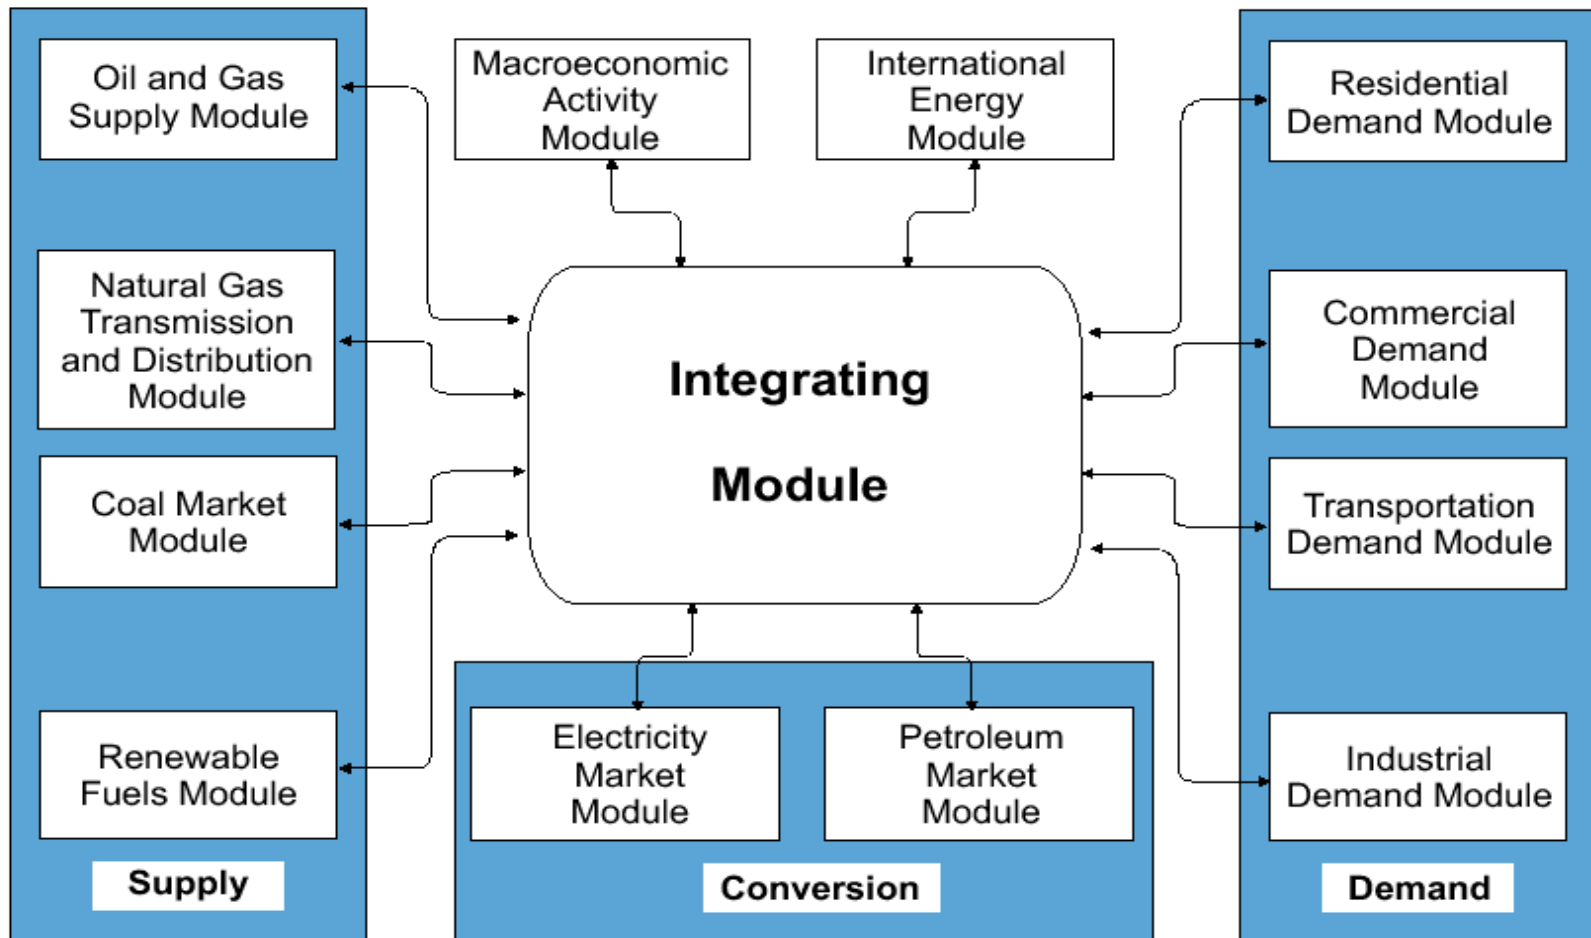 Oil and Gas
Supply Module
Natural Gas
Transmission
and Distribution
Module
Coal Market
Module
Renewable
Fuels Module
Supply
Macroeconomic
Activity
Module
International
Energy
Module
Integrating
Module
Electricity
Market
Module
Petroleum
Market
Module
Conversion
Residential
Demand Module
Commercial
Demand
Module
Transportation
Demand Module
Industrial
Demand Module
Demand